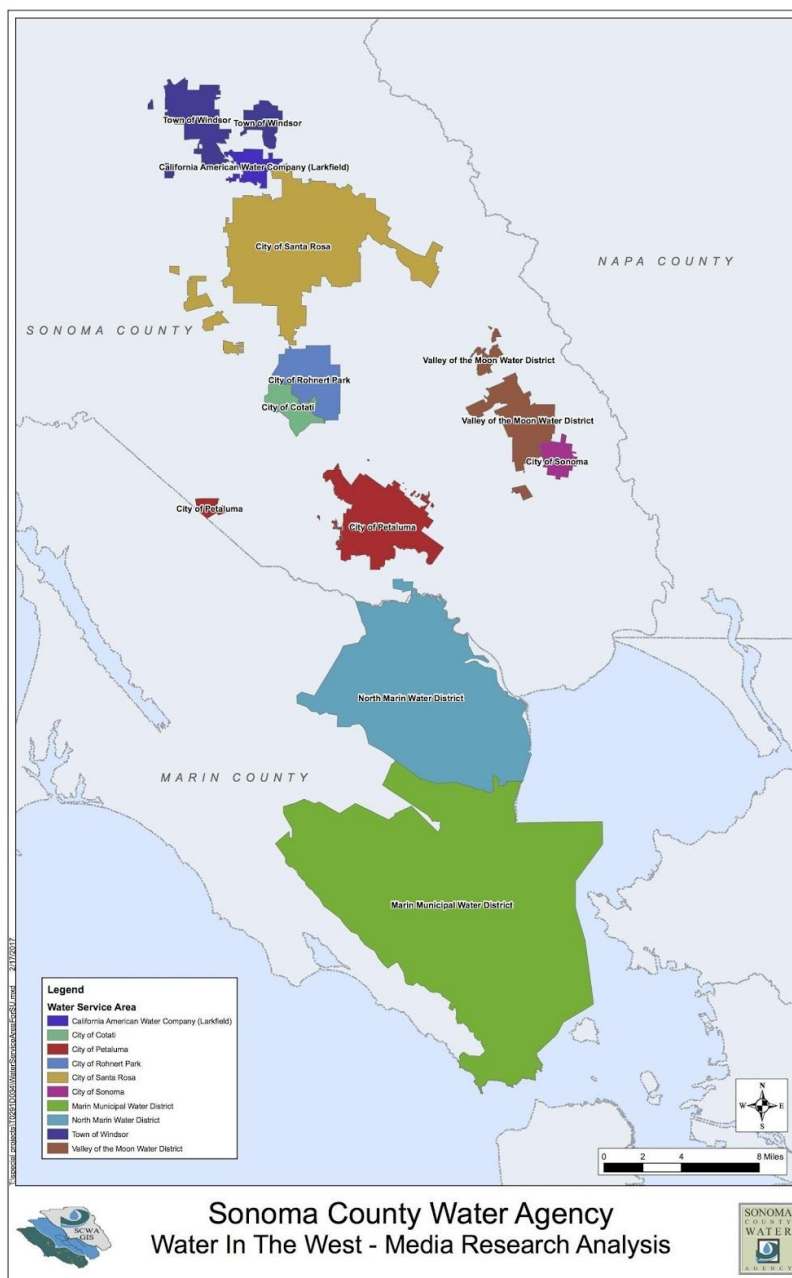 Town of Windsor
Town of Windsor
California American Water Company (Larkfield)
City of Santa Rosa
NAPA COUNTY
SONOMA COUNTY
City of Rohnert Park
City of Cotati
Valley of the Moon Water District
Valley of the Moon Water District
City of Sonoma
City of Petaluma
City of Petaluma
North Marin Water District
MARIN COUNTY
Marin Municipal Water District
Legend
Water Service Area
California American Water Company (Larkfield)
City of Cotati
City of Petaluma
City of Rohnert Park
City of Santa Rosa
City of Sonoma
Marin Municipal Water District
North Marin Water District
Town of Windsor
Valley of the Moon Water District
N
W E
S
0 2 4 8 Miles
2/17/2017
SCWA
GIS
Sonoma County Water Agency
Water In The West - Media Research Analysis
SONOMA
COUNTY
WATER
AGENCY